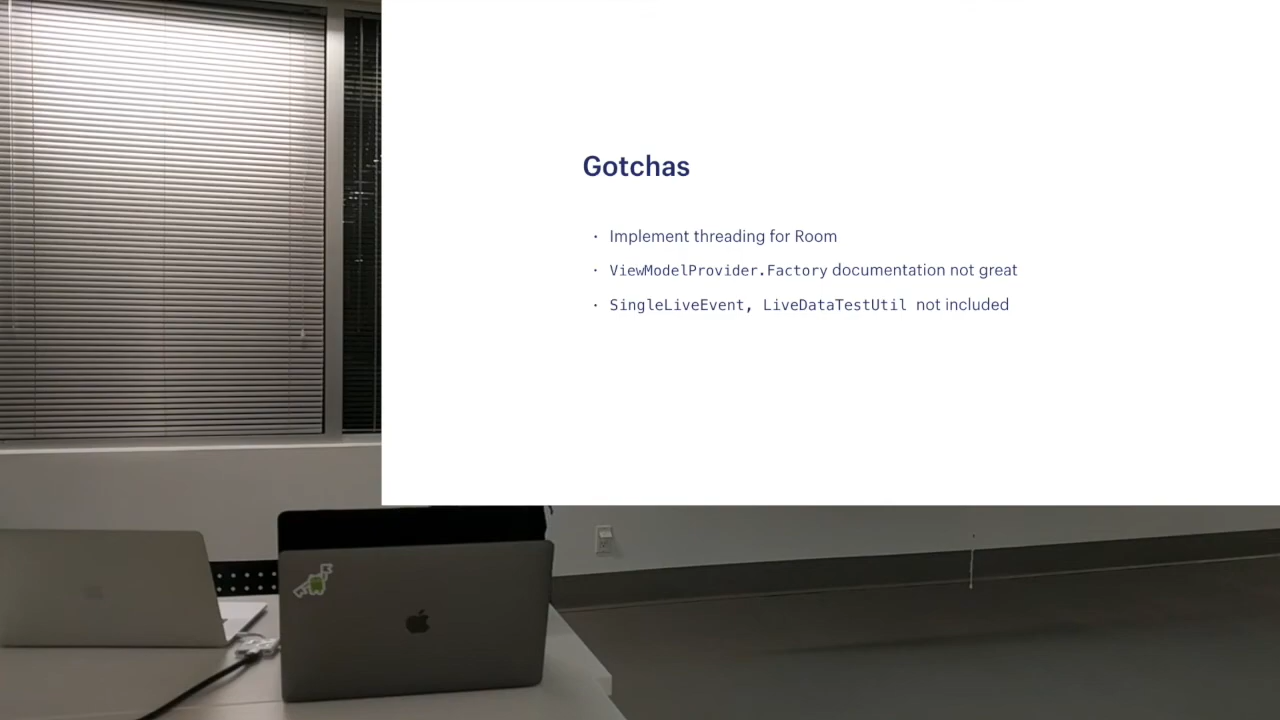 Gotchas
· Implement threading for Room
· ViewModelProvider.Factory documentation not great
· SingleLiveEvent, LiveDataTestUtil not included